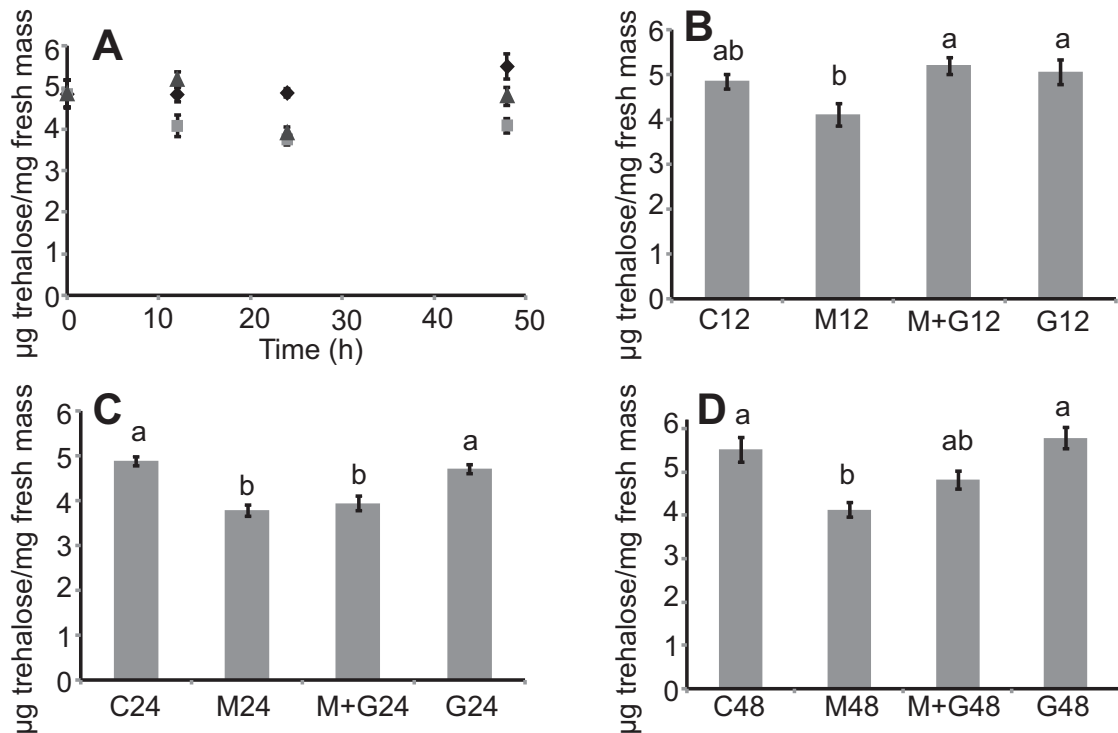 A
µg trehalose/mg fresh mass
6
5
4
3
2
1
0
0 10 20 30 40 50
Time (h)
B
µg trehalose/mg fresh mass
6
5
4
3
2
1
0
ab b a a
C12 M12 M+G12 G12
C
µg trehalose/mg fresh mass
6
5
4
3
2
1
0
a b b a
C24 M24 M+G24 G24
D
µg trehalose/mg fresh mass
6
5
4
3
2
1
0
a b ab a
C48 M48 M+G48 G48